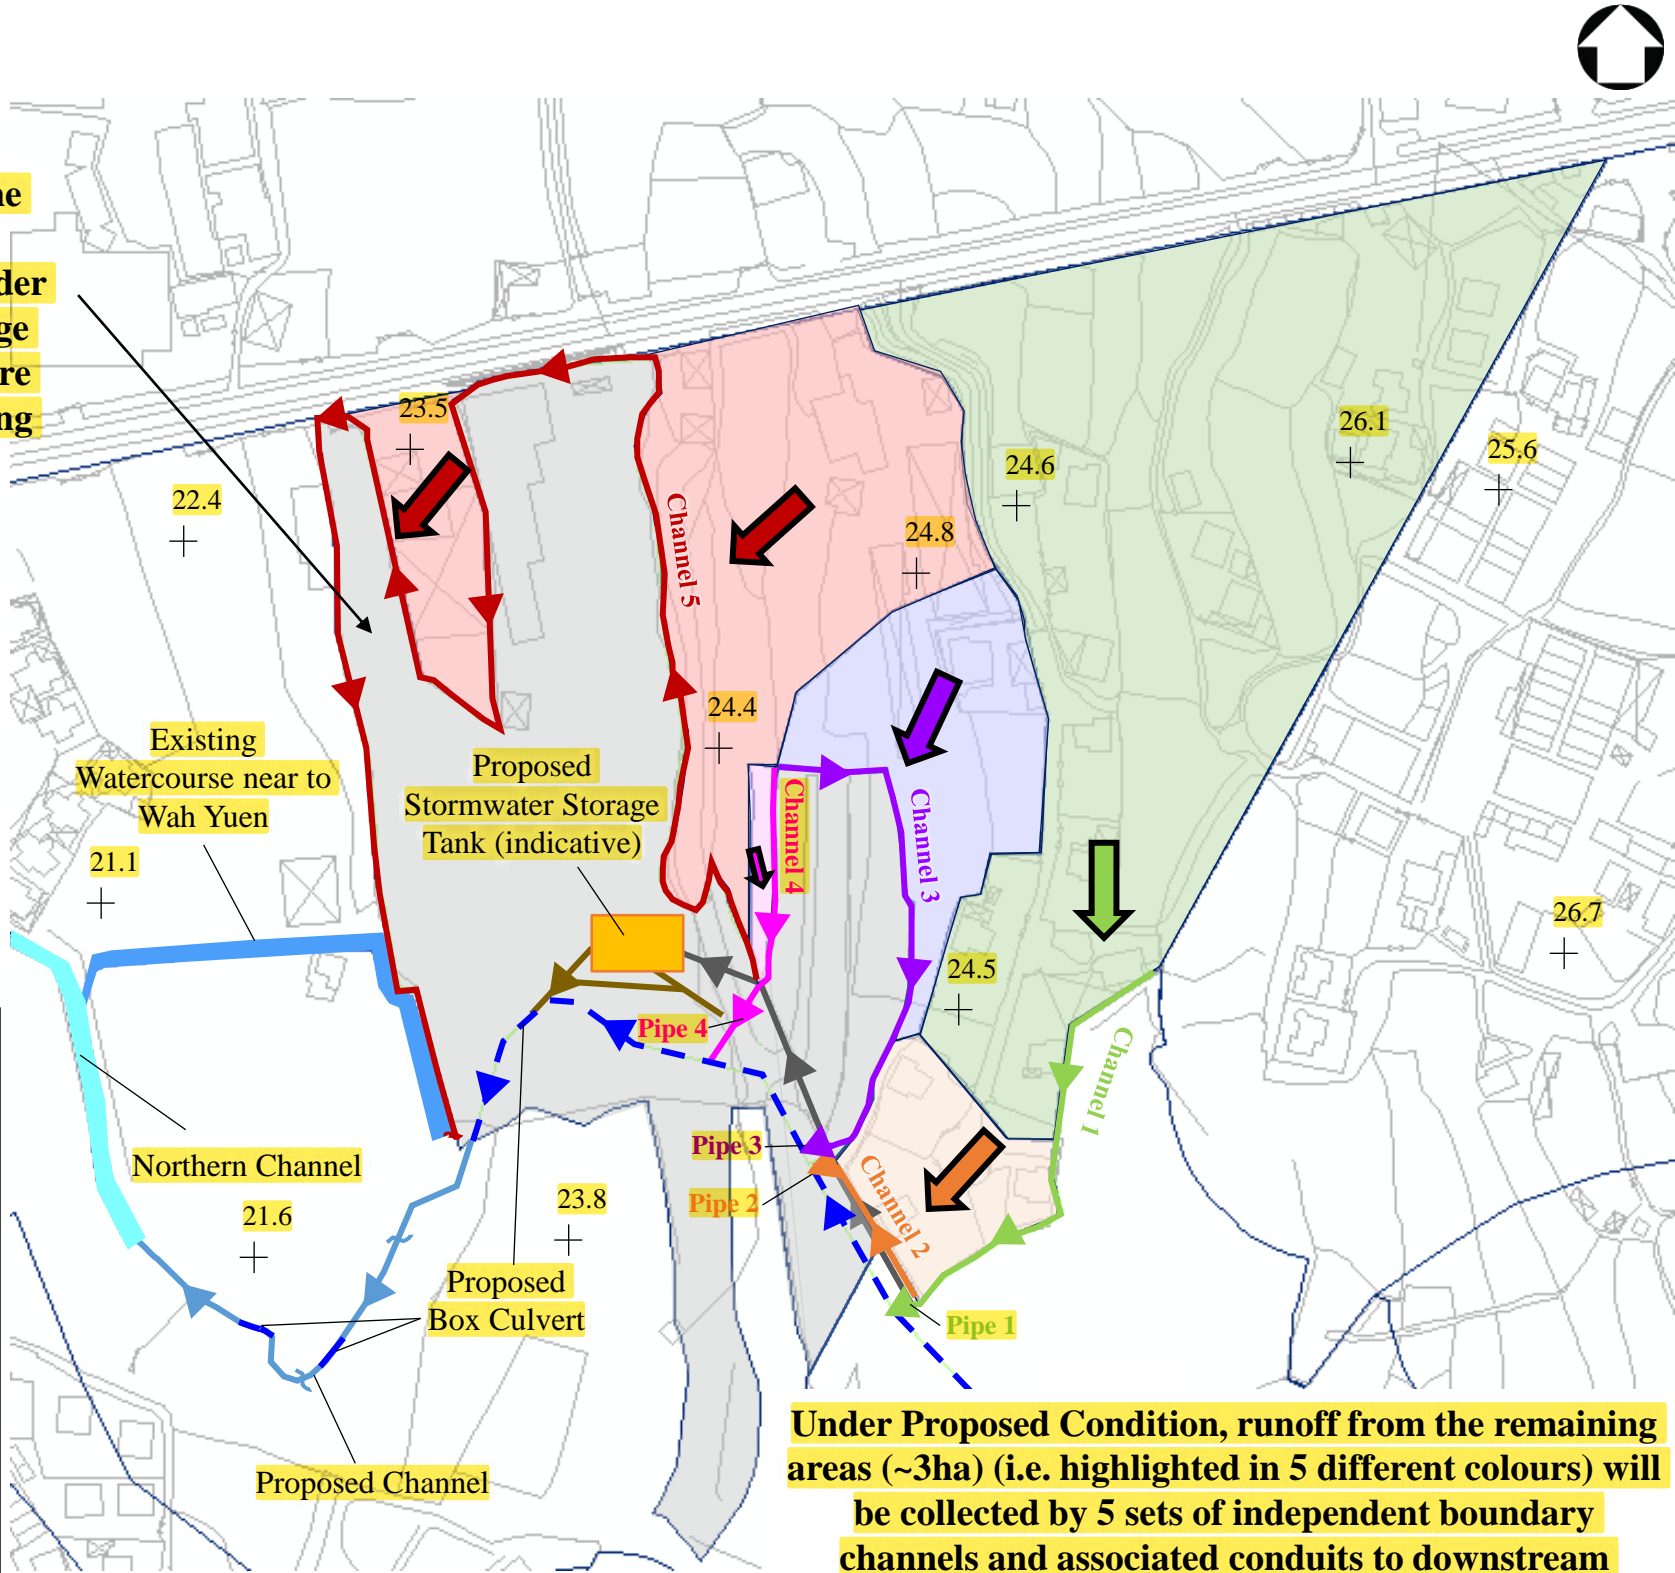 ne
der
ge
re
ng
23.5
22.4
24.6
26.1
25.6
24.8
Channel 5
24.4
Existing
Watercourse near to
Wah Yuen
Proposed
Stormwater Storage
Tank (indicative)
Channel 4
Channel 3
21.1
26.7
24.5
Pipe 4
Channel 1
Northern Channel
Pipe 3
Pipe 2
Channel 2
21.6
23.8
Proposed
Box Culvert
Pipe 1
Proposed Channel
Under Proposed Condition, runoff from the remaining
areas (~3ha) (i.e. highlighted in 5 different colours) will
be collected by 5 sets of independent boundary
channels and associated conduits to downstream